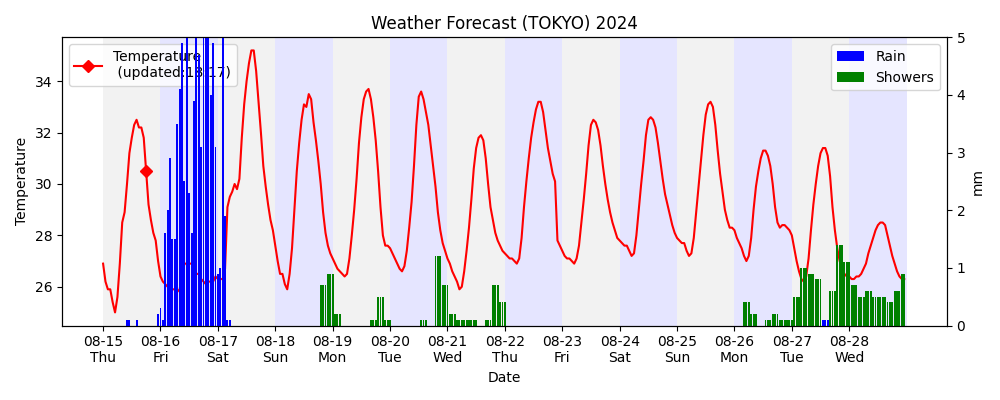 Weather Forecast (TOKYO) 2024
Temperature
(updated:18:17)
Rain
Showers
Temperature
34
32
30
28
26
5
4
3
2
1
0
mm
08-15 08-16 08-17 08-18 08-19 08-20 08-21 08-22 08-23 08-24 08-25 08-26 08-27 08-28
Thu Fri Sat Sun Mon Tue Wed Thu Fri Sat Sun Mon Tue Wed
Date